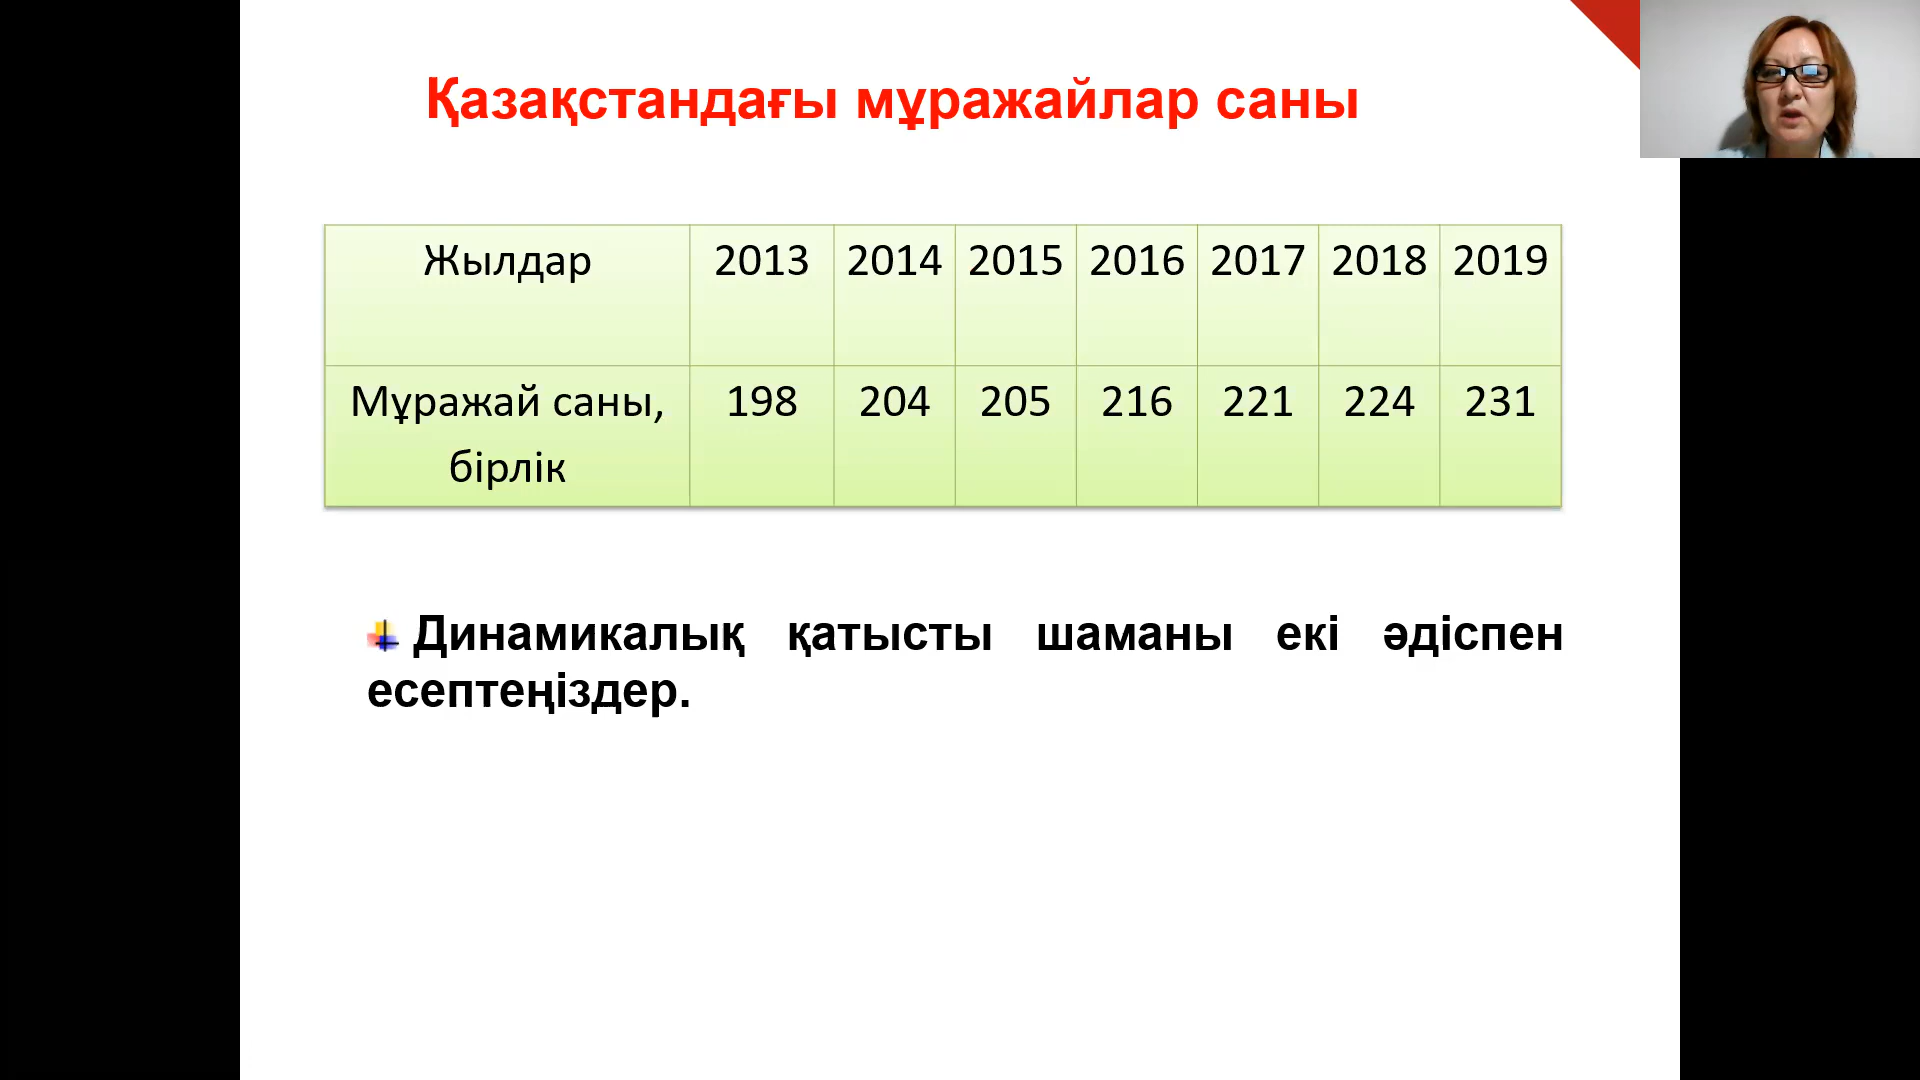 Қазақстандағы мұражайлар саны
Жылдар 2013 2014 2015 2016 2017 2018 2019
Мұражай саны, 198 204 205 216 221 224 231
бірлік
Динамикалық қатысты шаманы екі әдіспен
есептеңіздер.